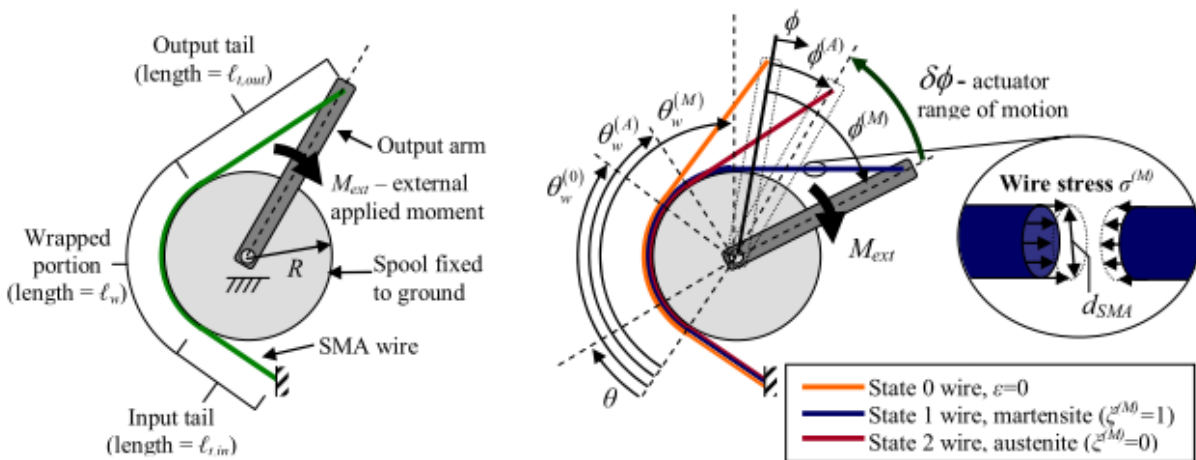 Output tail
(length = ℓt,out)
Output arm
Mext – external
applied moment
Wrapped
portion
(length = ℓw)
R
Spool fixed
to ground
SMA wire
Input tail
(length = ℓt,in)
ϕ
ϕ(A)
ϕ(M)
δϕ - actuator
range of motion
θw(M)
θw(A)
θw(0)
θ
Mext
Wire stress σ(M)
dSMA
State 0 wire, ε=0
State 1 wire, martensite (ξ(M)=1)
State 2 wire, austenite (ξ(M)=0)